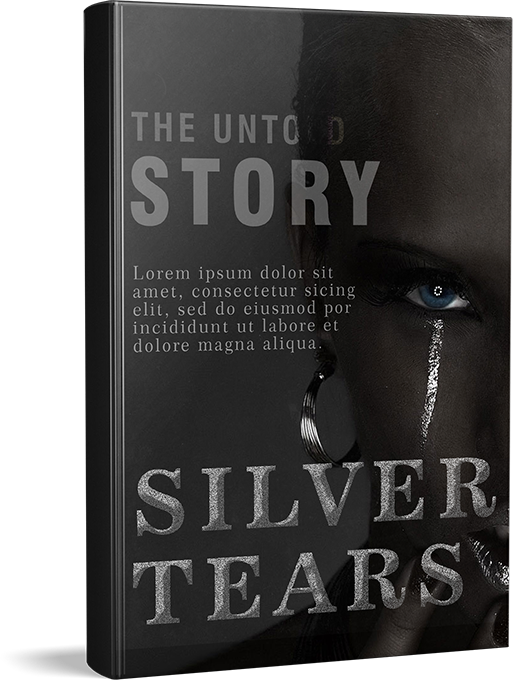 THE UNTOLD
STORY
Lorem ipsum dolor sit
amet, consectetur sicing
elit, sed do eiusmod por
incididunt ut labore et
dolore magna aliqua.
SILVER
TEARS